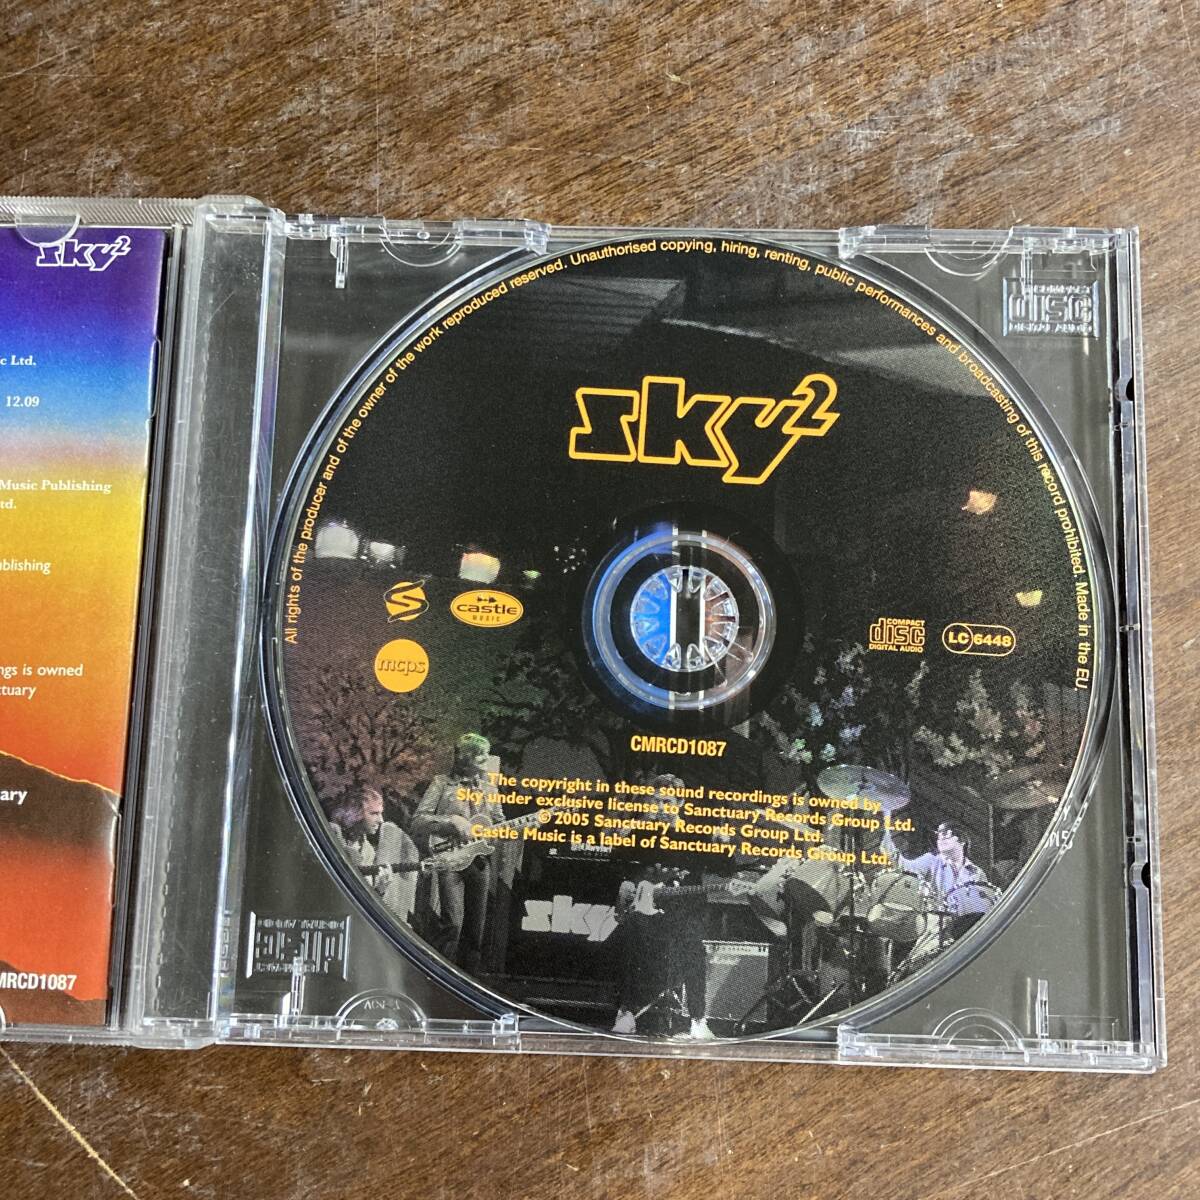 sky2
c Ltd.
12.09
Music Publishing
td.
ublishing
ngs is owned
ctuary
ary
MRCD1087
All rights of the producer and of the owner of the work reproduced reserved. Unauthorised copying, hiring, renting, public performances and broadcasting of this record prohibited. Made in the EU.
sky2
S
castle
MUSIC
mcps
COMPACT
disc
DIGITAL AUDIO
LC 6448
CMRCD1087
The copyright in these sound recordings is owned by
Sky under exclusive license to Sanctuary Records Group Ltd.
© 2005 Sanctuary Records Group Ltd.
Castle Music is a label of Sanctuary Records Group Ltd.
sky
COMPACT
disc
DIGITAL AUDIO